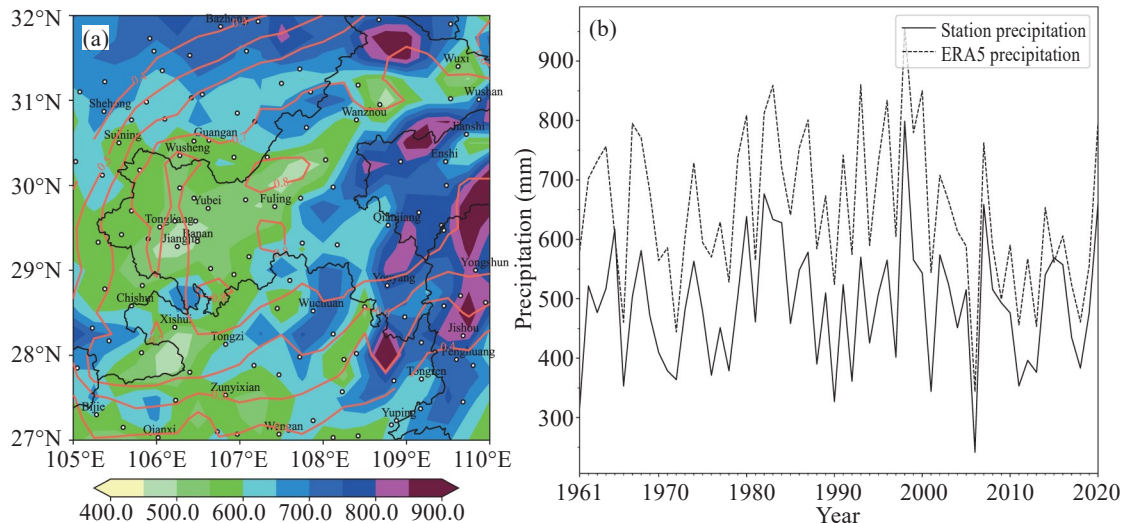 32°N
31°N
30°N
29°N
28°N
27°N
(a)
Bazhong
0.4
Wuxi
Shehong
Wushan
Wanzhou
Suining
Guangan
Jianshi
Wusheng
Enshi
0.8
Yubei
Fuling
Tongliang
Qianjiang
Banan
Jiangjin
Yongshun
Youyang
Chishui
Wuchuan
Xishui
Jishou
Tongzi
0.4
Fenghuang
Tongren
Zunyixian
Bijie
Yuping
Qianxi
Wengan
105°E 106°E 107°E 108°E 109°E 110°E
400.0 500.0 600.0 700.0 800.0 900.0
(b)
Station precipitation
ERA5 precipitation
Precipitation (mm)
900
800
700
600
500
400
300
1961 1970 1980 1990 2000 2010 2020
Year